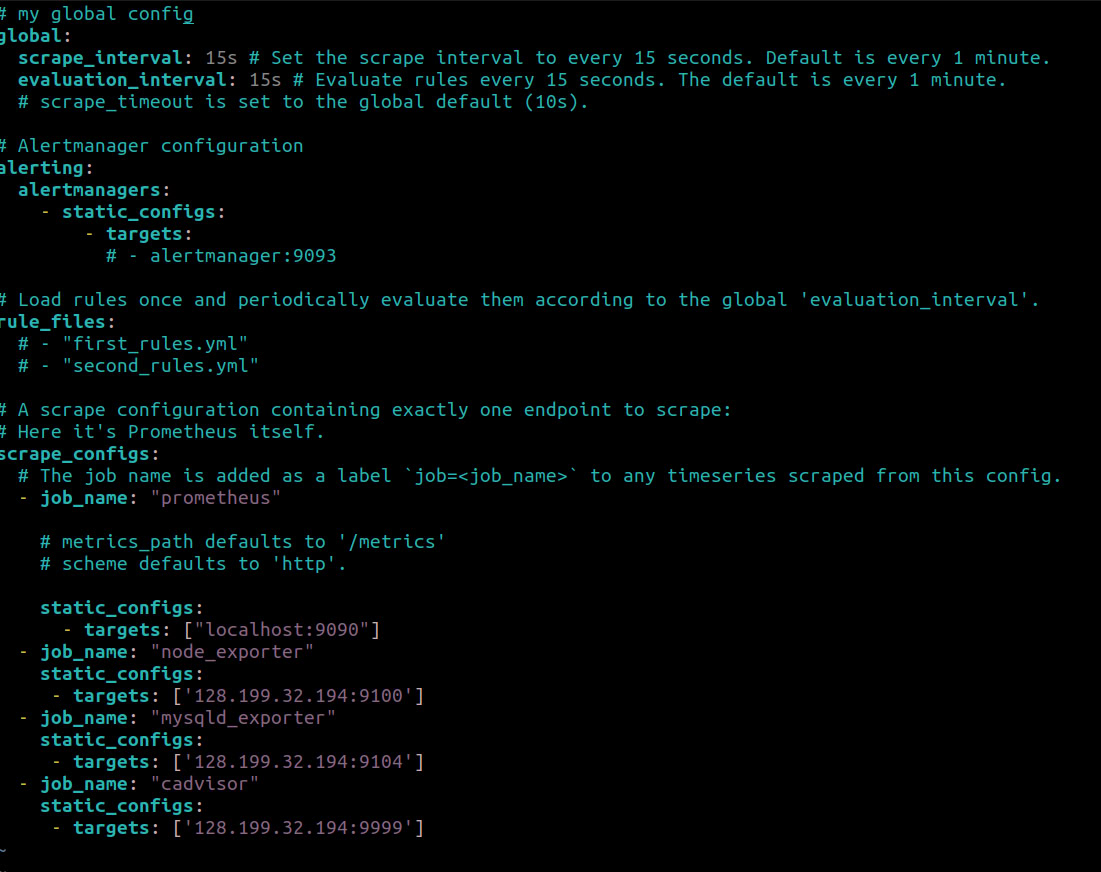 # my global config
global:
  scrape_interval: 15s # Set the scrape interval to every 15 seconds. Default is every 1 minute.
  evaluation_interval: 15s # Evaluate rules every 15 seconds. The default is every 1 minute.
  # scrape_timeout is set to the global default (10s).

# Alertmanager configuration
alerting:
  alertmanagers:
    - static_configs:
        - targets:
          # - alertmanager:9093

# Load rules once and periodically evaluate them according to the global 'evaluation_interval'.
rule_files:
  # - "first_rules.yml"
  # - "second_rules.yml"

# A scrape configuration containing exactly one endpoint to scrape:
# Here it's Prometheus itself.
scrape_configs:
  # The job name is added as a label `job=<job_name>` to any timeseries scraped from this config.
  - job_name: "prometheus"

    # metrics_path defaults to '/metrics'
    # scheme defaults to 'http'.

    static_configs:
      - targets: ["localhost:9090"]
  - job_name: "node_exporter"
    static_configs:
     - targets: ['128.199.32.194:9100']
  - job_name: "mysqld_exporter"
    static_configs:
     - targets: ['128.199.32.194:9104']
  - job_name: "cadvisor"
    static_configs:
     - targets: ['128.199.32.194:9999']
~